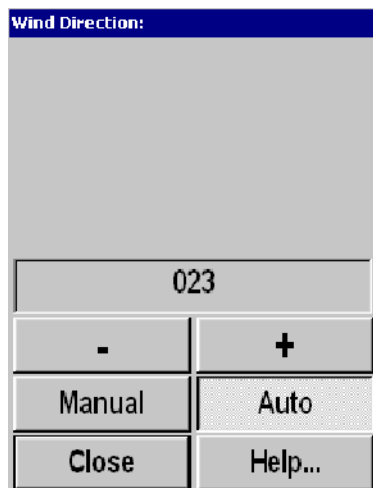 Wind Direction:
023
- +
Manual Auto
Close Help...